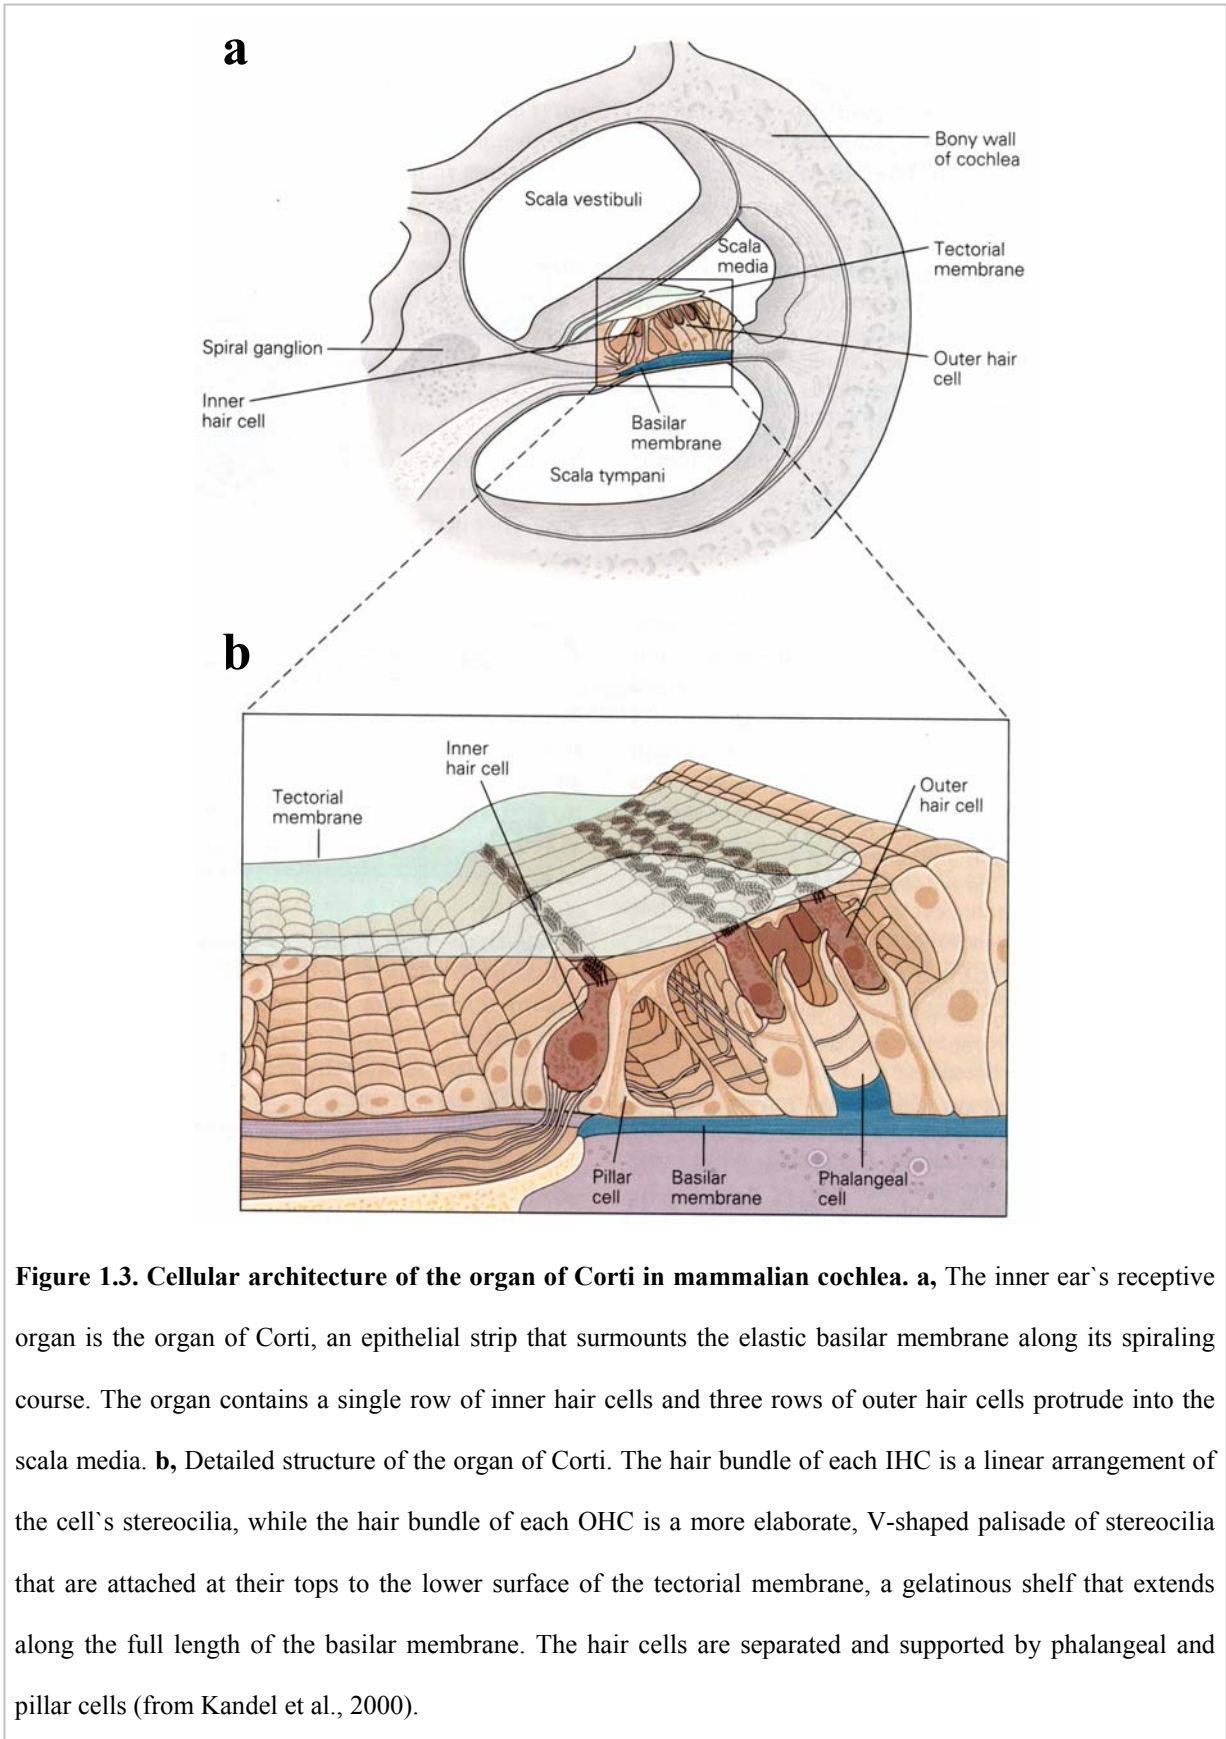 a
Bony wall
of cochlea
Scala vestibuli
Scala
media
Tectorial
membrane
Spiral ganglion
Outer hair
cell
Inner
hair cell
Basilar
membrane
Scala tympani
b
Inner
hair cell
Tectorial
membrane
Outer
hair cell
Pillar
cell
Basilar
membrane
Phalangeal
cell
Figure 1.3. Cellular architecture of the organ of Corti in mammalian cochlea. a, The inner ear`s receptive
organ is the organ of Corti, an epithelial strip that surmounts the elastic basilar membrane along its spiraling
course. The organ contains a single row of inner hair cells and three rows of outer hair cells protrude into the
scala media. b, Detailed structure of the organ of Corti. The hair bundle of each IHC is a linear arrangement of
the cell`s stereocilia, while the hair bundle of each OHC is a more elaborate, V-shaped palisade of stereocilia
that are attached at their tops to the lower surface of the tectorial membrane, a gelatinous shelf that extends
along the full length of the basilar membrane. The hair cells are separated and supported by phalangeal and
pillar cells (from Kandel et al., 2000).